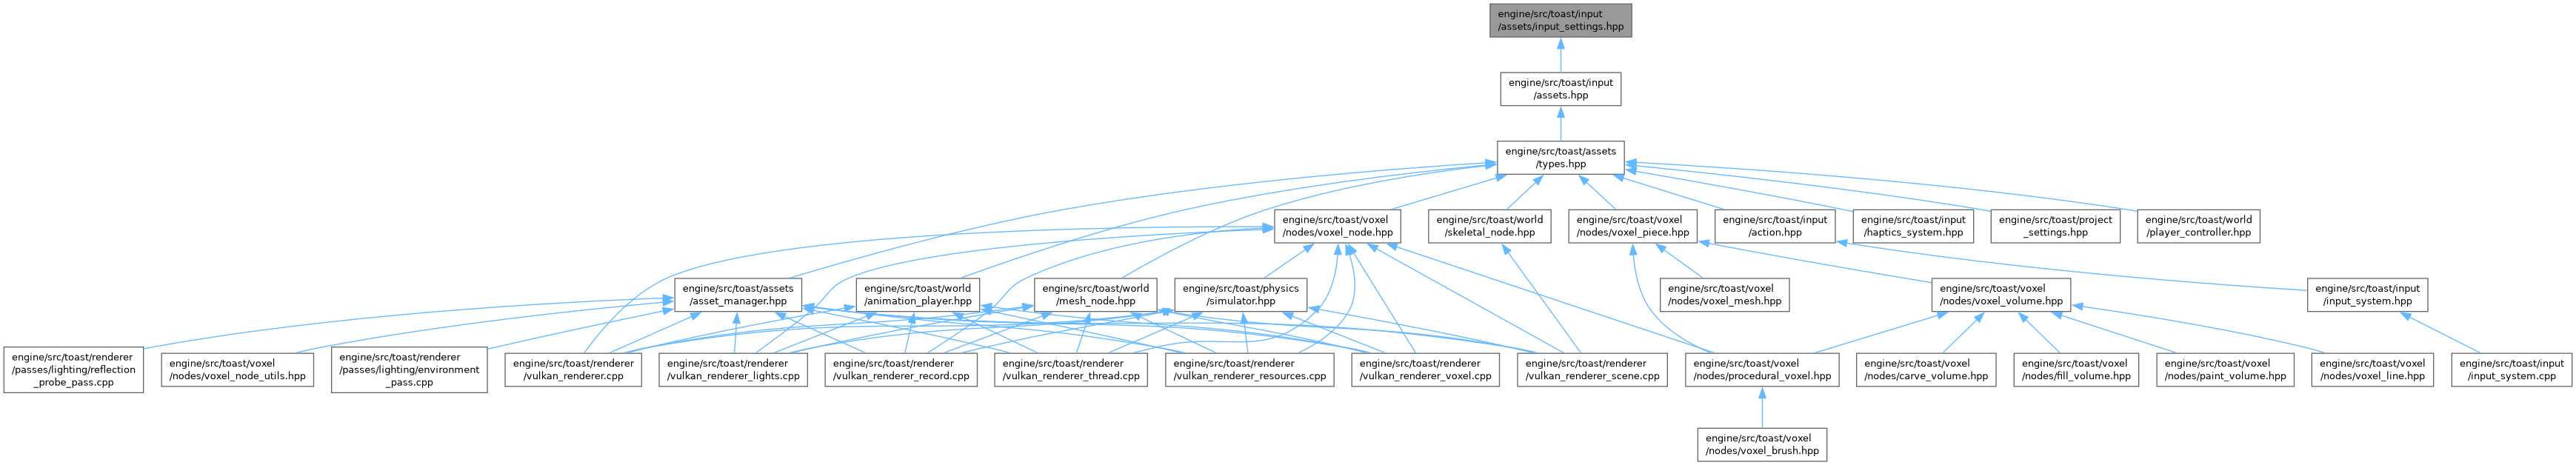 engine/src/toast/input
/assets/input_settings.hpp
engine/src/toast/input
/assets.hpp
engine/src/toast/assets
/types.hpp
engine/src/toast/voxel
/nodes/voxel_node.hpp
engine/src/toast/world
/skeletal_node.hpp
engine/src/toast/voxel
/nodes/voxel_piece.hpp
engine/src/toast/input
/action.hpp
engine/src/toast/input
/haptics_system.hpp
engine/src/toast/project
_settings.hpp
engine/src/toast/world
/player_controller.hpp
engine/src/toast/assets
/asset_manager.hpp
engine/src/toast/world
/animation_player.hpp
engine/src/toast/world
/mesh_node.hpp
engine/src/toast/physics
/simulator.hpp
engine/src/toast/voxel
/nodes/voxel_mesh.hpp
engine/src/toast/voxel
/nodes/voxel_volume.hpp
engine/src/toast/input
/input_system.hpp
engine/src/toast/renderer
/passes/lighting/reflection
_probe_pass.cpp
engine/src/toast/voxel
/nodes/voxel_node_utils.hpp
engine/src/toast/renderer
/passes/lighting/environment
_pass.cpp
engine/src/toast/renderer
/vulkan_renderer.cpp
engine/src/toast/renderer
/vulkan_renderer_lights.cpp
engine/src/toast/renderer
/vulkan_renderer_record.cpp
engine/src/toast/renderer
/vulkan_renderer_thread.cpp
engine/src/toast/renderer
/vulkan_renderer_resources.cpp
engine/src/toast/renderer
/vulkan_renderer_voxel.cpp
engine/src/toast/renderer
/vulkan_renderer_scene.cpp
engine/src/toast/voxel
/nodes/procedural_voxel.hpp
engine/src/toast/voxel
/nodes/carve_volume.hpp
engine/src/toast/voxel
/nodes/fill_volume.hpp
engine/src/toast/voxel
/nodes/paint_volume.hpp
engine/src/toast/voxel
/nodes/voxel_line.hpp
engine/src/toast/input
/input_system.cpp
engine/src/toast/voxel
/nodes/voxel_brush.hpp